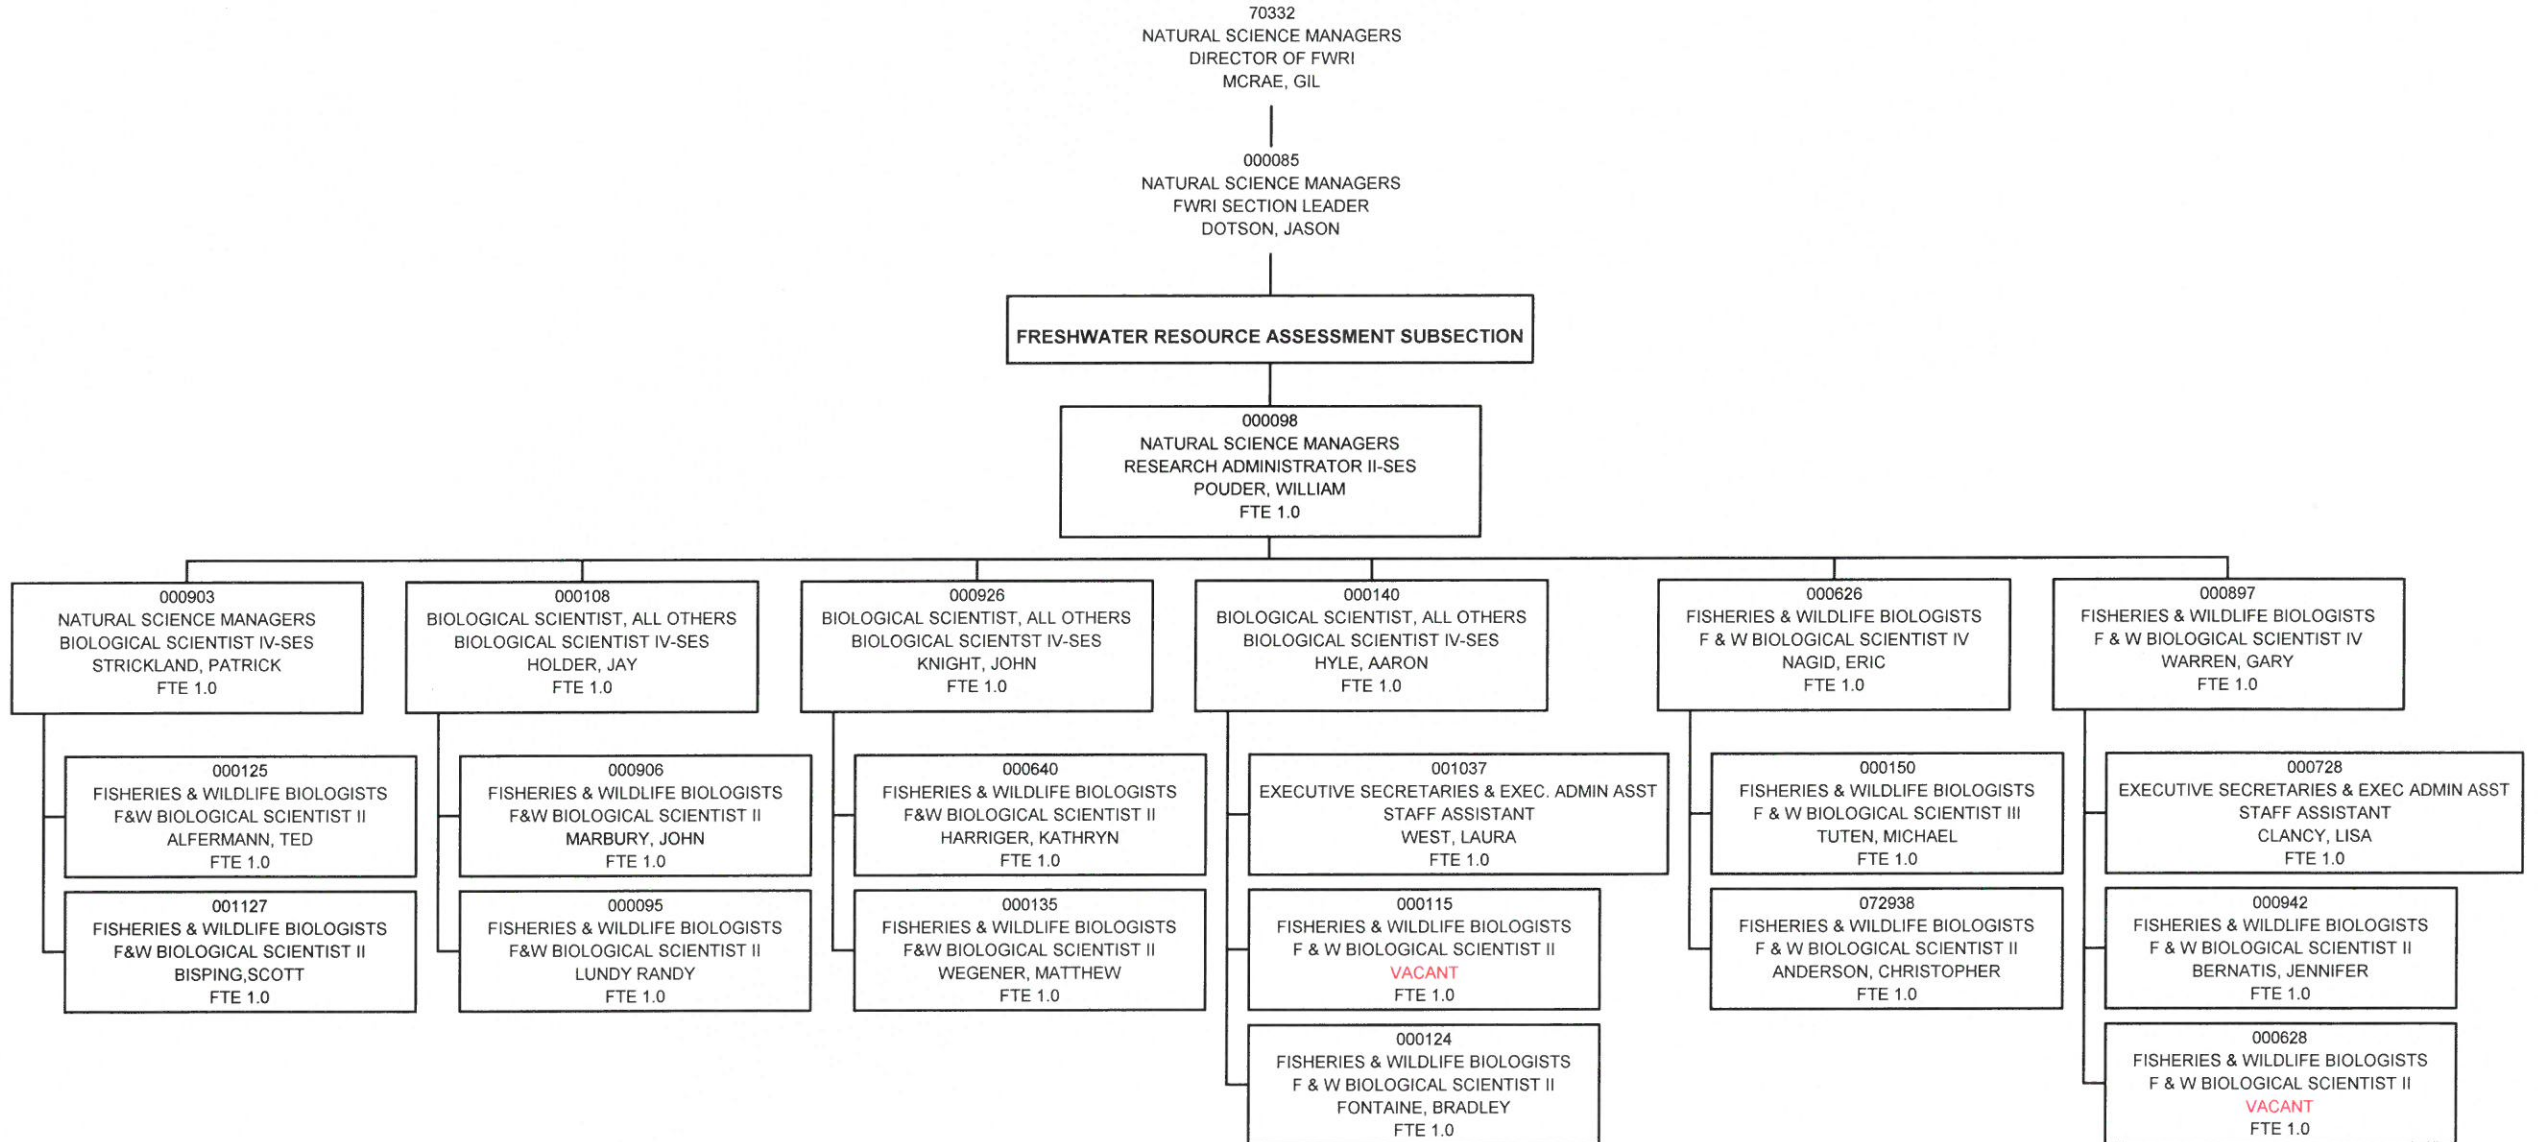 70332
NATURAL SCIENCE MANAGERS
DIRECTOR OF FWRI
MCRAE, GIL
000085
NATURAL SCIENCE MANAGERS
FWRI SECTION LEADER
DOTSON, JASON
FRESHWATER RESOURCE ASSESSMENT SUBSECTION
000098
NATURAL SCIENCE MANAGERS
RESEARCH ADMINISTRATOR II-SES
POUDER, WILLIAM
FTE 1.0
000903
NATURAL SCIENCE MANAGERS
BIOLOGICAL SCIENTIST IV-SES
STRICKLAND, PATRICK
FTE 1.0
000108
BIOLOGICAL SCIENTIST, ALL OTHERS
BIOLOGICAL SCIENTIST IV-SES
HOLDER, JAY
FTE 1.0
000926
BIOLOGICAL SCIENTIST, ALL OTHERS
BIOLOGICAL SCIENTST IV-SES
KNIGHT, JOHN
FTE 1.0
000140
BIOLOGICAL SCIENTIST, ALL OTHERS
BIOLOGICAL SCIENTIST IV-SES
HYLE, AARON
FTE 1.0
000626
FISHERIES & WILDLIFE BIOLOGISTS
F & W BIOLOGICAL SCIENTIST IV
NAGID, ERIC
FTE 1.0
000897
FISHERIES & WILDLIFE BIOLOGISTS
F & W BIOLOGICAL SCIENTIST IV
WARREN, GARY
FTE 1.0
000125
FISHERIES & WILDLIFE BIOLOGISTS
F&W BIOLOGICAL SCIENTIST II
ALFERMANN, TED
FTE 1.0
000906
FISHERIES & WILDLIFE BIOLOGISTS
F&W BIOLOGICAL SCIENTIST II
MARBURY, JOHN
FTE 1.0
000640
FISHERIES & WILDLIFE BIOLOGISTS
F&W BIOLOGICAL SCIENTIST II
HARRIGER, KATHRYN
FTE 1.0
001037
EXECUTIVE SECRETARIES & EXEC. ADMIN ASST
STAFF ASSISTANT
WEST, LAURA
FTE 1.0
000150
FISHERIES & WILDLIFE BIOLOGISTS
F & W BIOLOGICAL SCIENTIST III
TUTEN, MICHAEL
FTE 1.0
000728
EXECUTIVE SECRETARIES & EXEC ADMIN ASST
STAFF ASSISTANT
CLANCY, LISA
FTE 1.0
001127
FISHERIES & WILDLIFE BIOLOGISTS
F&W BIOLOGICAL SCIENTIST II
BISPING,SCOTT
FTE 1.0
000095
FISHERIES & WILDLIFE BIOLOGISTS
F&W BIOLOGICAL SCIENTIST II
LUNDY RANDY
FTE 1.0
000135
FISHERIES & WILDLIFE BIOLOGISTS
F&W BIOLOGICAL SCIENTIST II
WEGENER, MATTHEW
FTE 1.0
000115
FISHERIES & WILDLIFE BIOLOGISTS
F & W BIOLOGICAL SCIENTIST II
VACANT
FTE 1.0
072938
FISHERIES & WILDLIFE BIOLOGISTS
F & W BIOLOGICAL SCIENTIST II
ANDERSON, CHRISTOPHER
FTE 1.0
000942
FISHERIES & WILDLIFE BIOLOGISTS
F & W BIOLOGICAL SCIENTIST II
BERNATIS, JENNIFER
FTE 1.0
000124
FISHERIES & WILDLIFE BIOLOGISTS
F & W BIOLOGICAL SCIENTIST II
FONTAINE, BRADLEY
FTE 1.0
000628
FISHERIES & WILDLIFE BIOLOGISTS
F & W BIOLOGICAL SCIENTIST II
VACANT
FTE 1.0